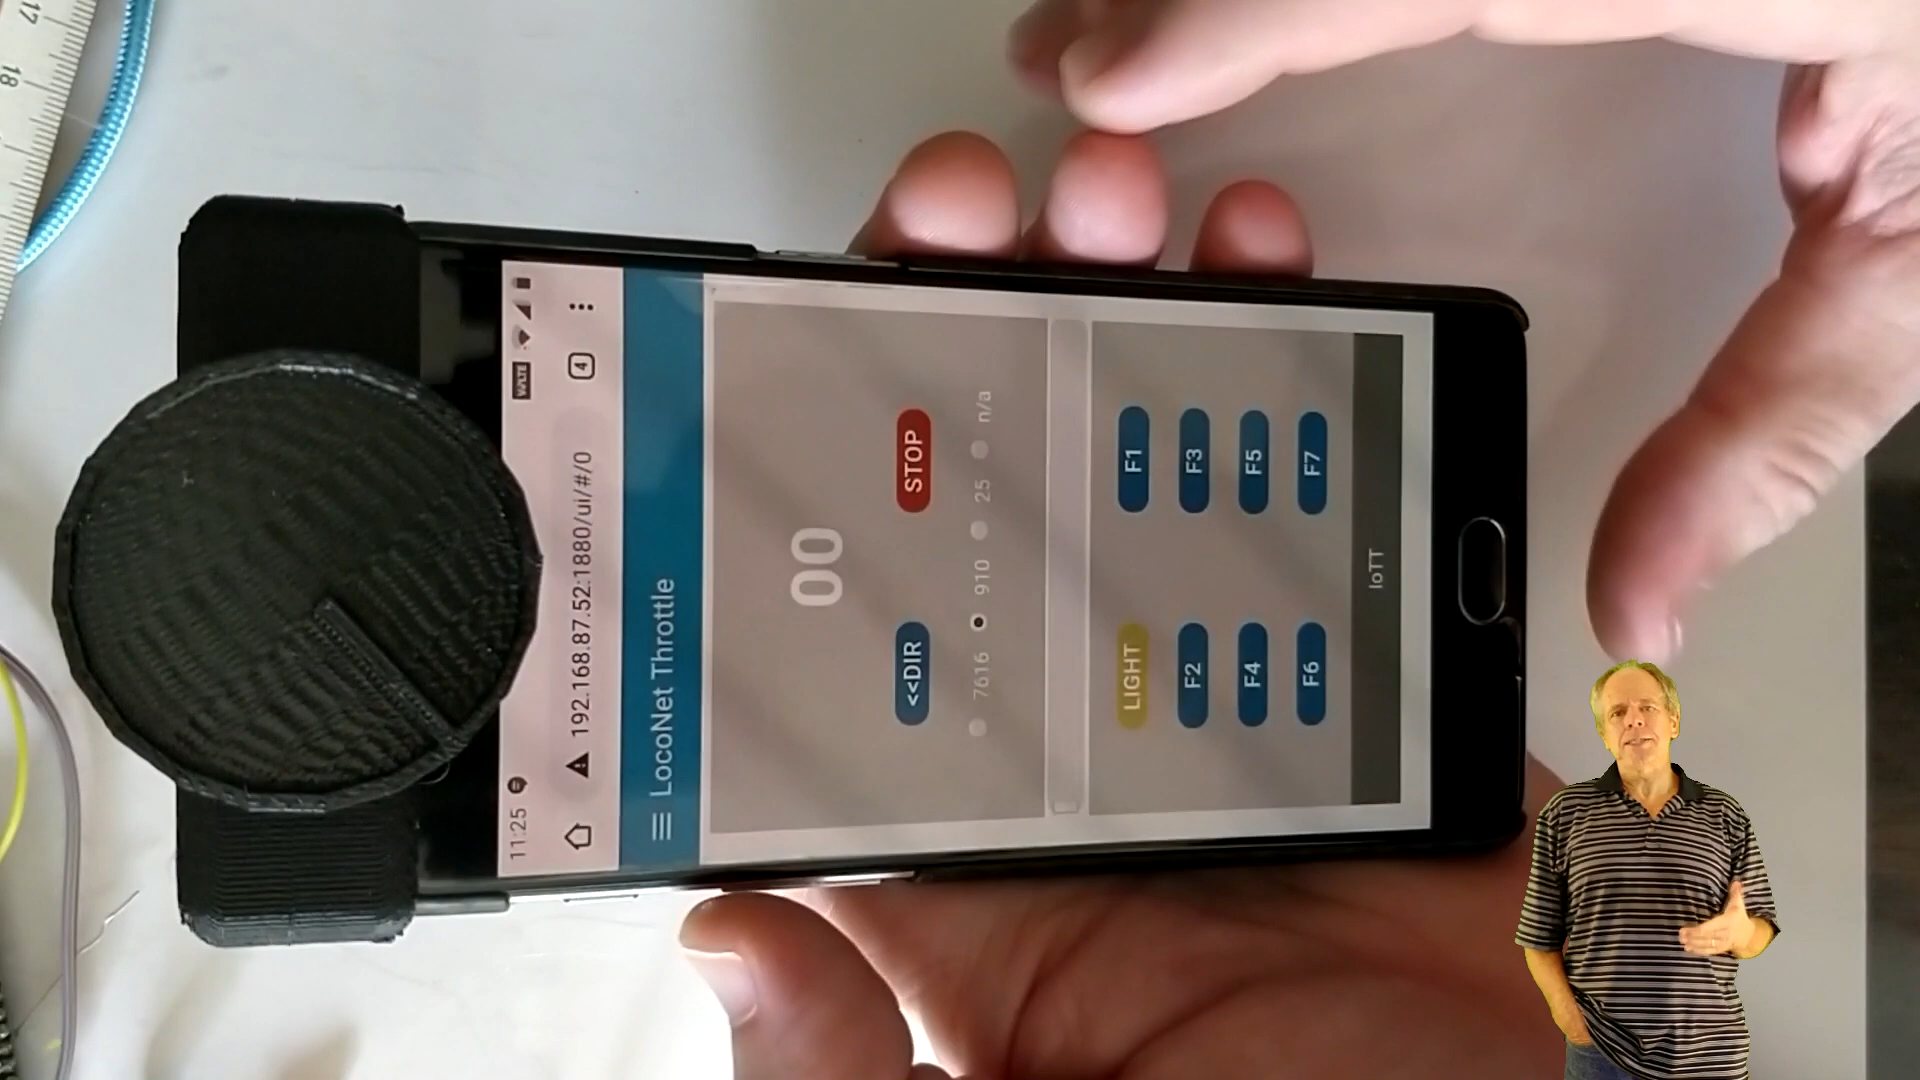 17
18
11:25 VoLTE
192.168.87.52:1880/ui/#/0 4
LocoNet Throttle
00
<<DIR STOP
7616 910 25 n/a
LIGHT F1
F2 F3
F4 F5
F6 F7
IoTT